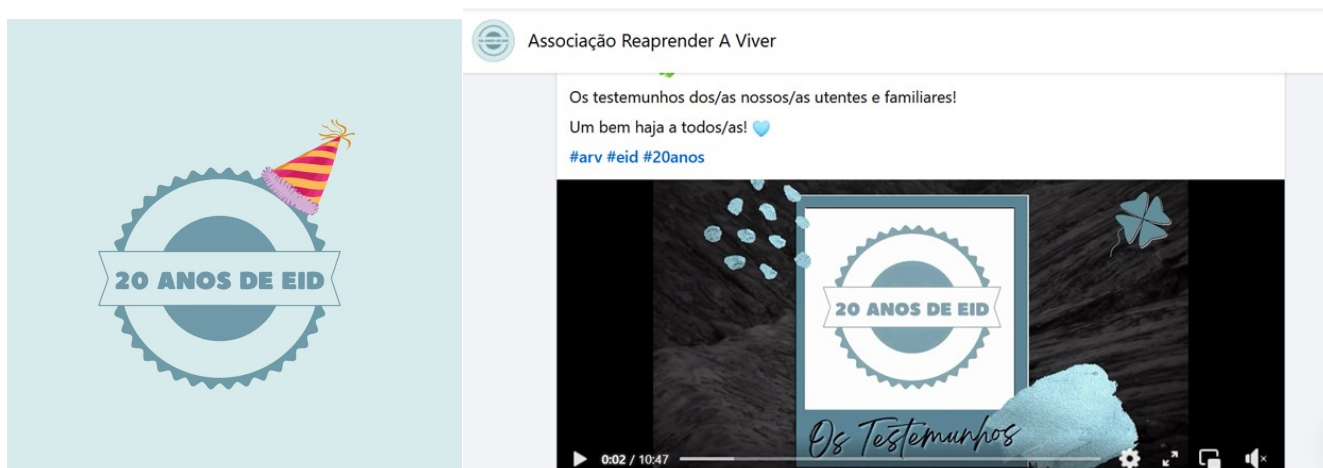 20 ANOS DE EID
Associação Reaprender A Viver
Os testemunhos dos/as nossos/as utentes e familiares!
Um bem haja a todos/as!
#arv #eid #20anos
20 ANOS DE EID
Os Testemunhos
0:02 / 10:47